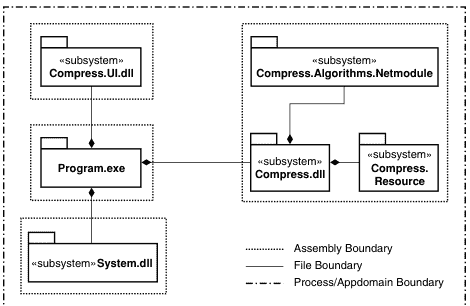 «subsystem»
Compress.UI.dll
«subsystem»
Compress.Algorithms.Netmodule
Program.exe
«subsystem»
Compress.dll
«subsystem»
Compress.
Resource
«subsystem»System.dll
Assembly Boundary
File Boundary
Process/Appdomain Boundary